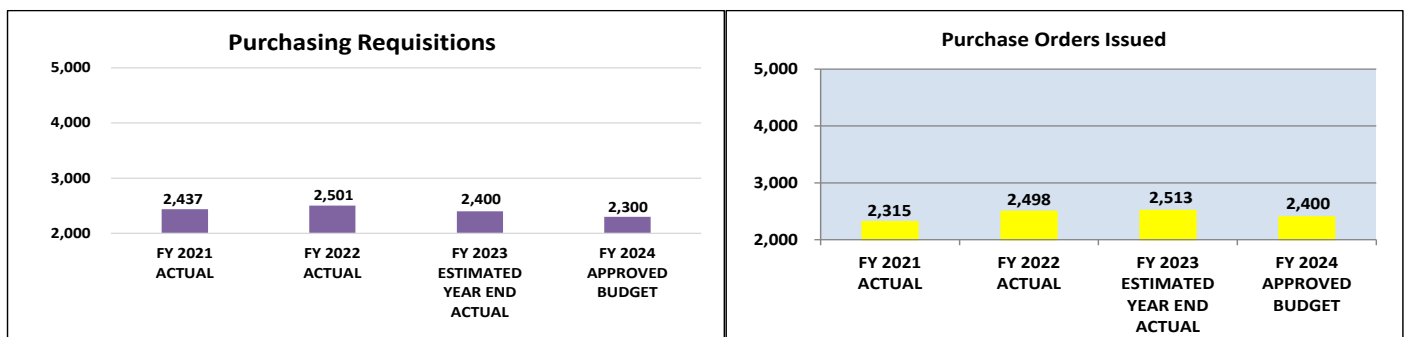 Purchasing Requisitions
5,000
4,000
3,000
2,000
2,437
2,501
2,400
2,300
FY 2021
ACTUAL
FY 2022
ACTUAL
FY 2023
ESTIMATED
YEAR END
ACTUAL
FY 2024
APPROVED
BUDGET
Purchase Orders Issued
5,000
4,000
3,000
2,000
2,315
2,498
2,513
2,400
FY 2021
ACTUAL
FY 2022
ACTUAL
FY 2023
ESTIMATED
YEAR END
ACTUAL
FY 2024
APPROVED
BUDGET